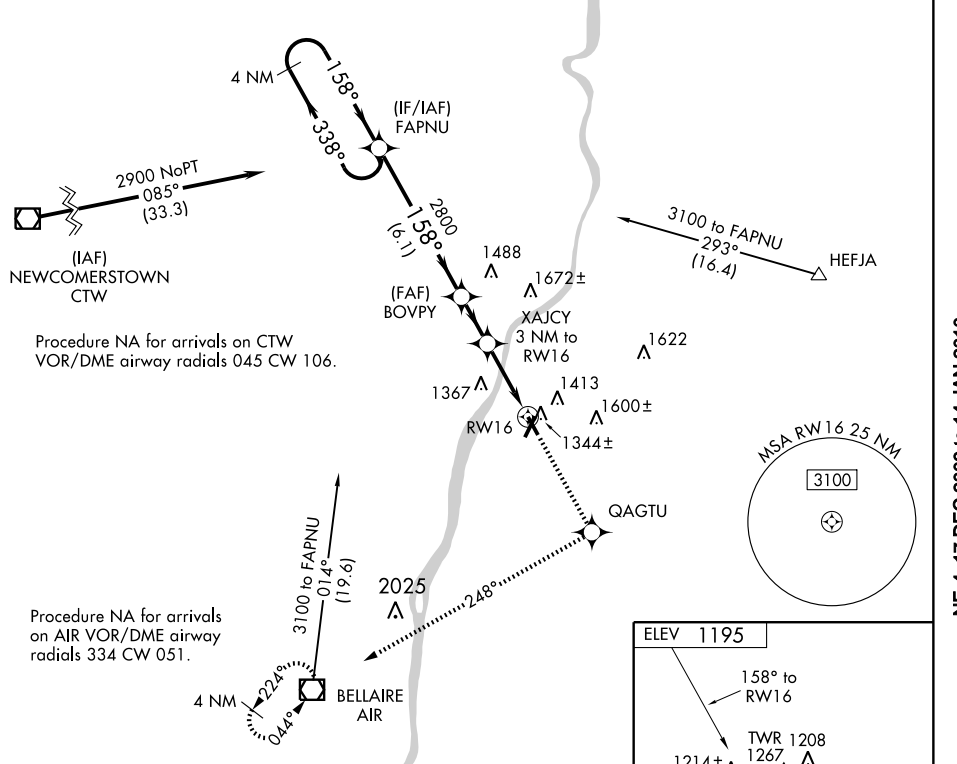 4 NM
158°
338°
(IF/IAF)
FAPNU
2900 NoPT
085°
(33.3)
(IAF)
NEWCOMERSTOWN
CTW
2800
158°
(6.1)
3100 to FAPNU
293°
(16.4)
HEFJA
1488
1672±
(FAF)
BOVPY
XAJCY
3 NM to
RW16
Procedure NA for arrivals on CTW
VOR/DME airway radials 045 CW 106.
1622
1367
1413
1600±
RW16
1344±
MSA RW16 25 NM
3100
QAGTU
3100 to FAPNU
014°
(19.6)
2025
248°
Procedure NA for arrivals
on AIR VOR/DME airway
radials 334 CW 051.
4 NM
224°
044°
BELLAIRE
AIR
ELEV 1195
158° to
RW16
TWR
1267
1208
1214±